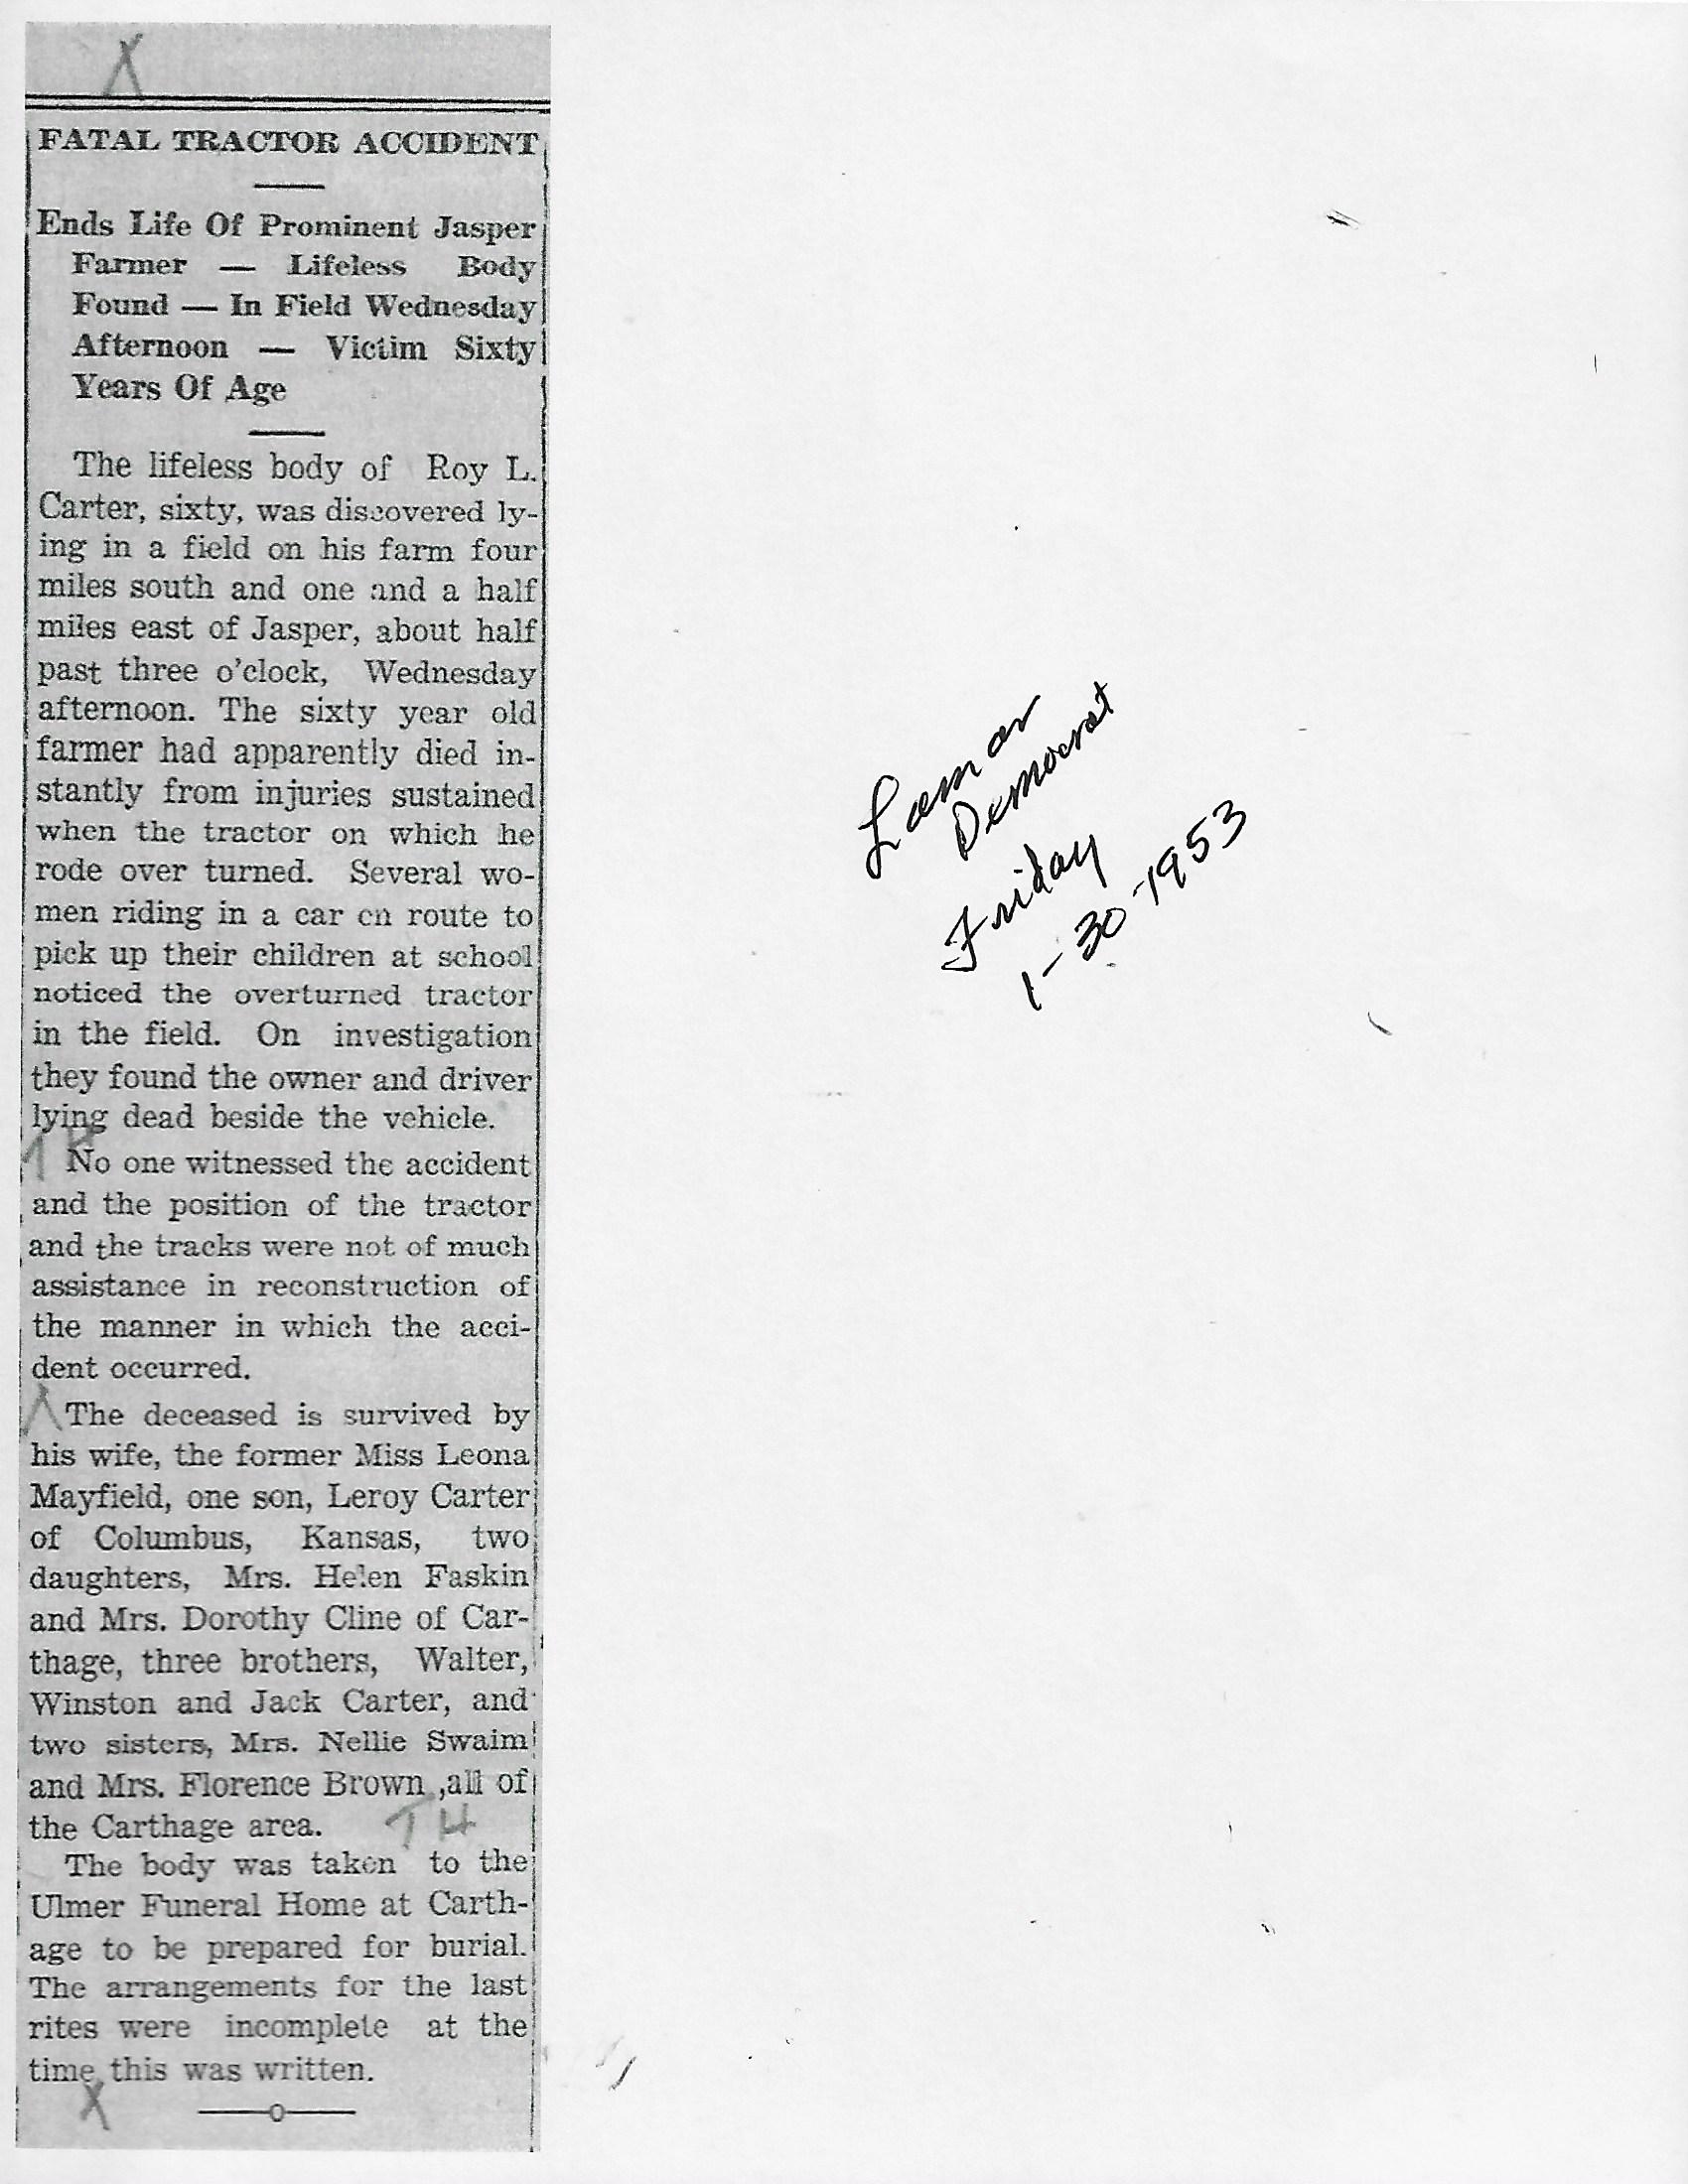 X
FATAL TRACTOR ACCIDENT
Ends Life Of Prominent Jasper
Farmer — Lifeless Body
Found — In Field Wednesday
Afternoon — Victim Sixty
Years Of Age
The lifeless body of Roy L.
Carter, sixty, was discovered ly-
ing in a field on his farm four
miles south and one and a half
miles east of Jasper, about half
past three o'clock, Wednesday
afternoon. The sixty year old
farmer had apparently died in-
stantly from injuries sustained
when the tractor on which he
rode over turned. Several wo-
men riding in a car en route to
pick up their children at school
noticed the overturned tractor
in the field. On investigation
they found the owner and driver
lying dead beside the vehicle.
No one witnessed the accident
and the position of the tractor
and the tracks were not of much
assistance in reconstruction of
the manner in which the acci-
dent occurred.
The deceased is survived by
his wife, the former Miss Leona
Mayfield, one son, Leroy Carter
of Columbus, Kansas, two
daughters, Mrs. Helen Faskin
and Mrs. Dorothy Cline of Car-
thage, three brothers, Walter,
Winston and Jack Carter, and
two sisters, Mrs. Nellie Swaim
and Mrs. Florence Brown ,all of
the Carthage area.
TH
The body was taken to the
Ulmer Funeral Home at Carth-
age to be prepared for burial.
The arrangements for the last
rites were incomplete at the
time this was written.
X
Lamar
Democrat
Friday
1-30-1953